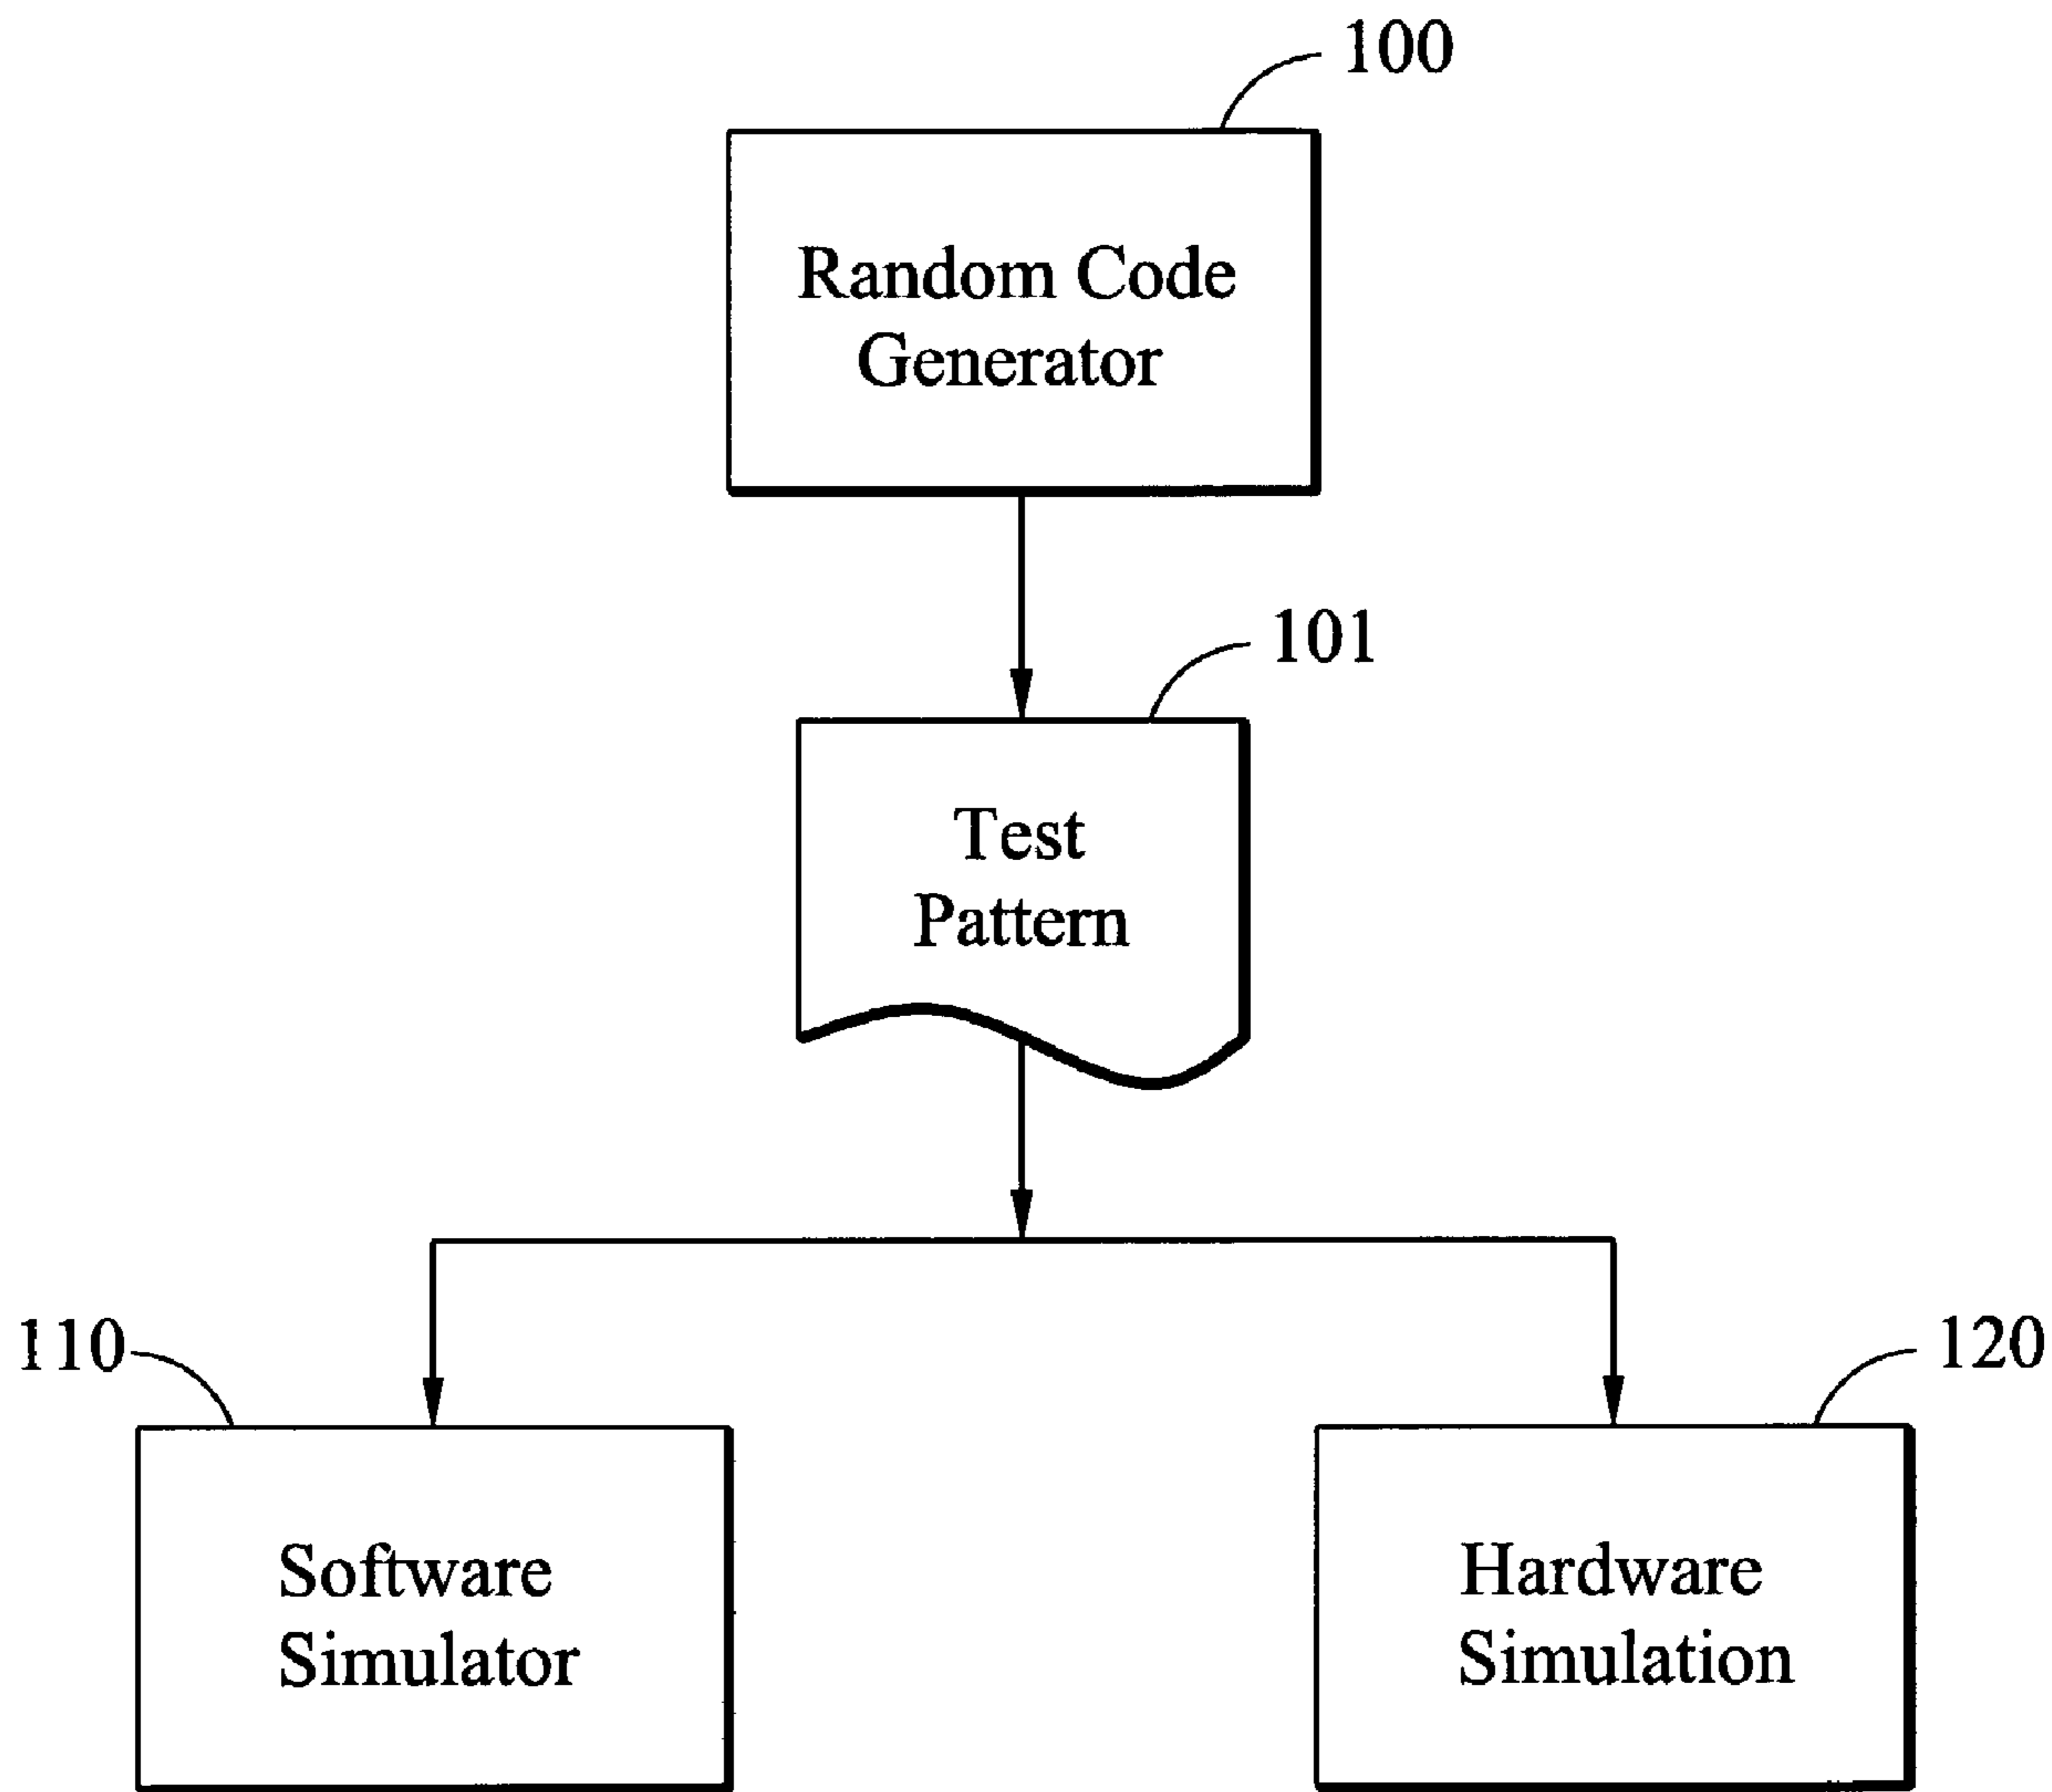 100
Random Code
Generator
101
Test
Pattern
110
120
Software
Simulator
Hardware
Simulation